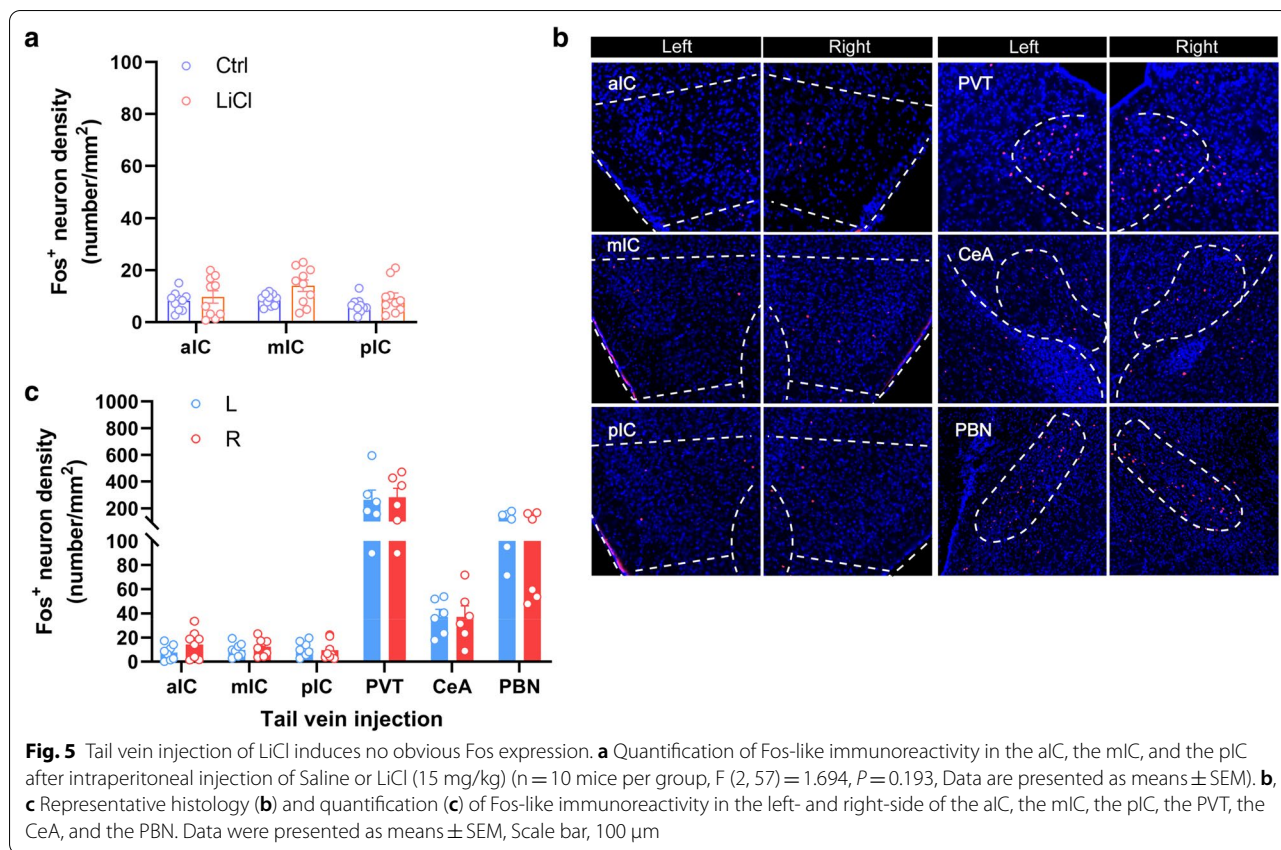 a
100
80
60
40
20
0
Fos+ neuron density
(number/mm2)
Ctrl
LiCl
aIC mIC pIC
b
Left Right Left Right
aIC PVT
mIC CeA
pIC PBN
c
1000
800
600
400
200
100
80
60
40
20
0
Fos+ neuron density
(number/mm2)
L
R
aIC mIC pIC PVT CeA PBN
Tail vein injection
Fig. 5 Tail vein injection of LiCl induces no obvious Fos expression. a Quantification of Fos-like immunoreactivity in the aIC, the mIC, and the pIC
after intraperitoneal injection of Saline or LiCl (15 mg/kg) (n = 10 mice per group, F (2, 57) = 1.694, P = 0.193, Data are presented as means ± SEM). b,
c Representative histology (b) and quantification (c) of Fos-like immunoreactivity in the left- and right-side of the aIC, the mIC, the pIC, the PVT, the
CeA, and the PBN. Data were presented as means ± SEM, Scale bar, 100 μm